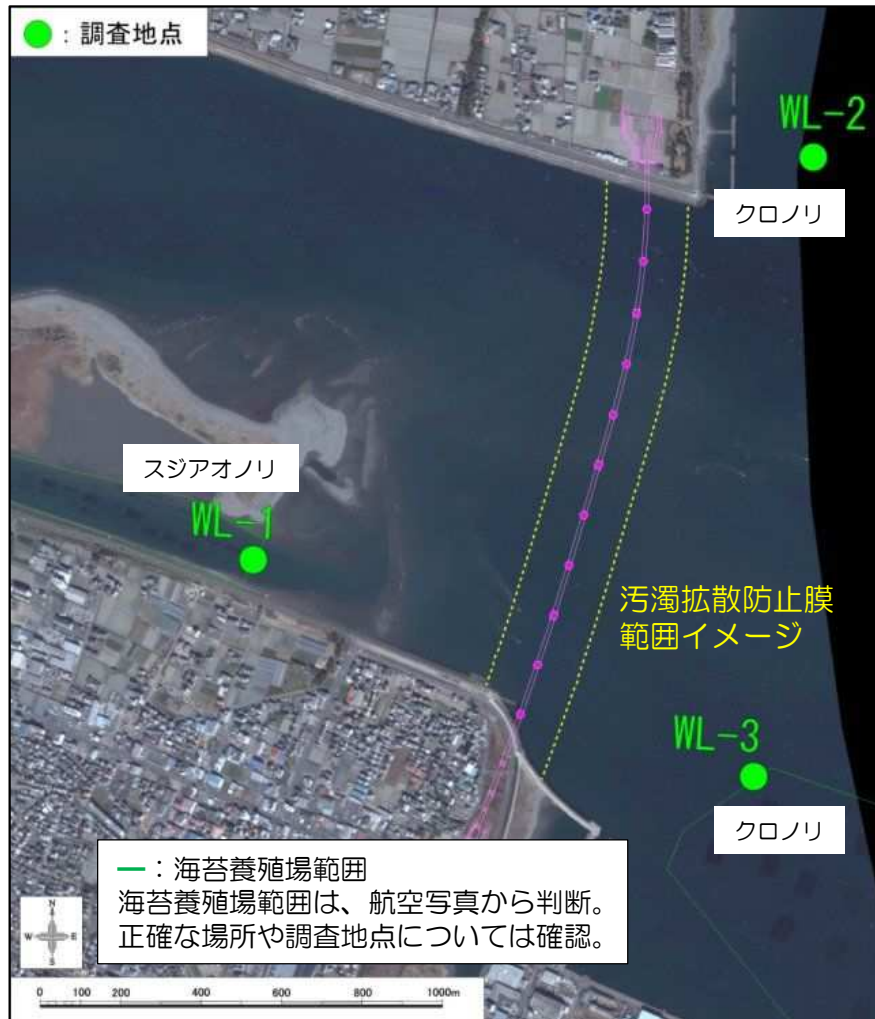 ：調査地点
WL-2
クロノリ
スジアオノリ
WL-1
汚濁拡散防止膜
範囲イメージ
WL-3
クロノリ
ー：海苔養殖場範囲
海苔養殖場範囲は、航空写真から判断。
正確な場所や調査地点については確認。
N
W E
S
0 100 200 400 600 800 1000m